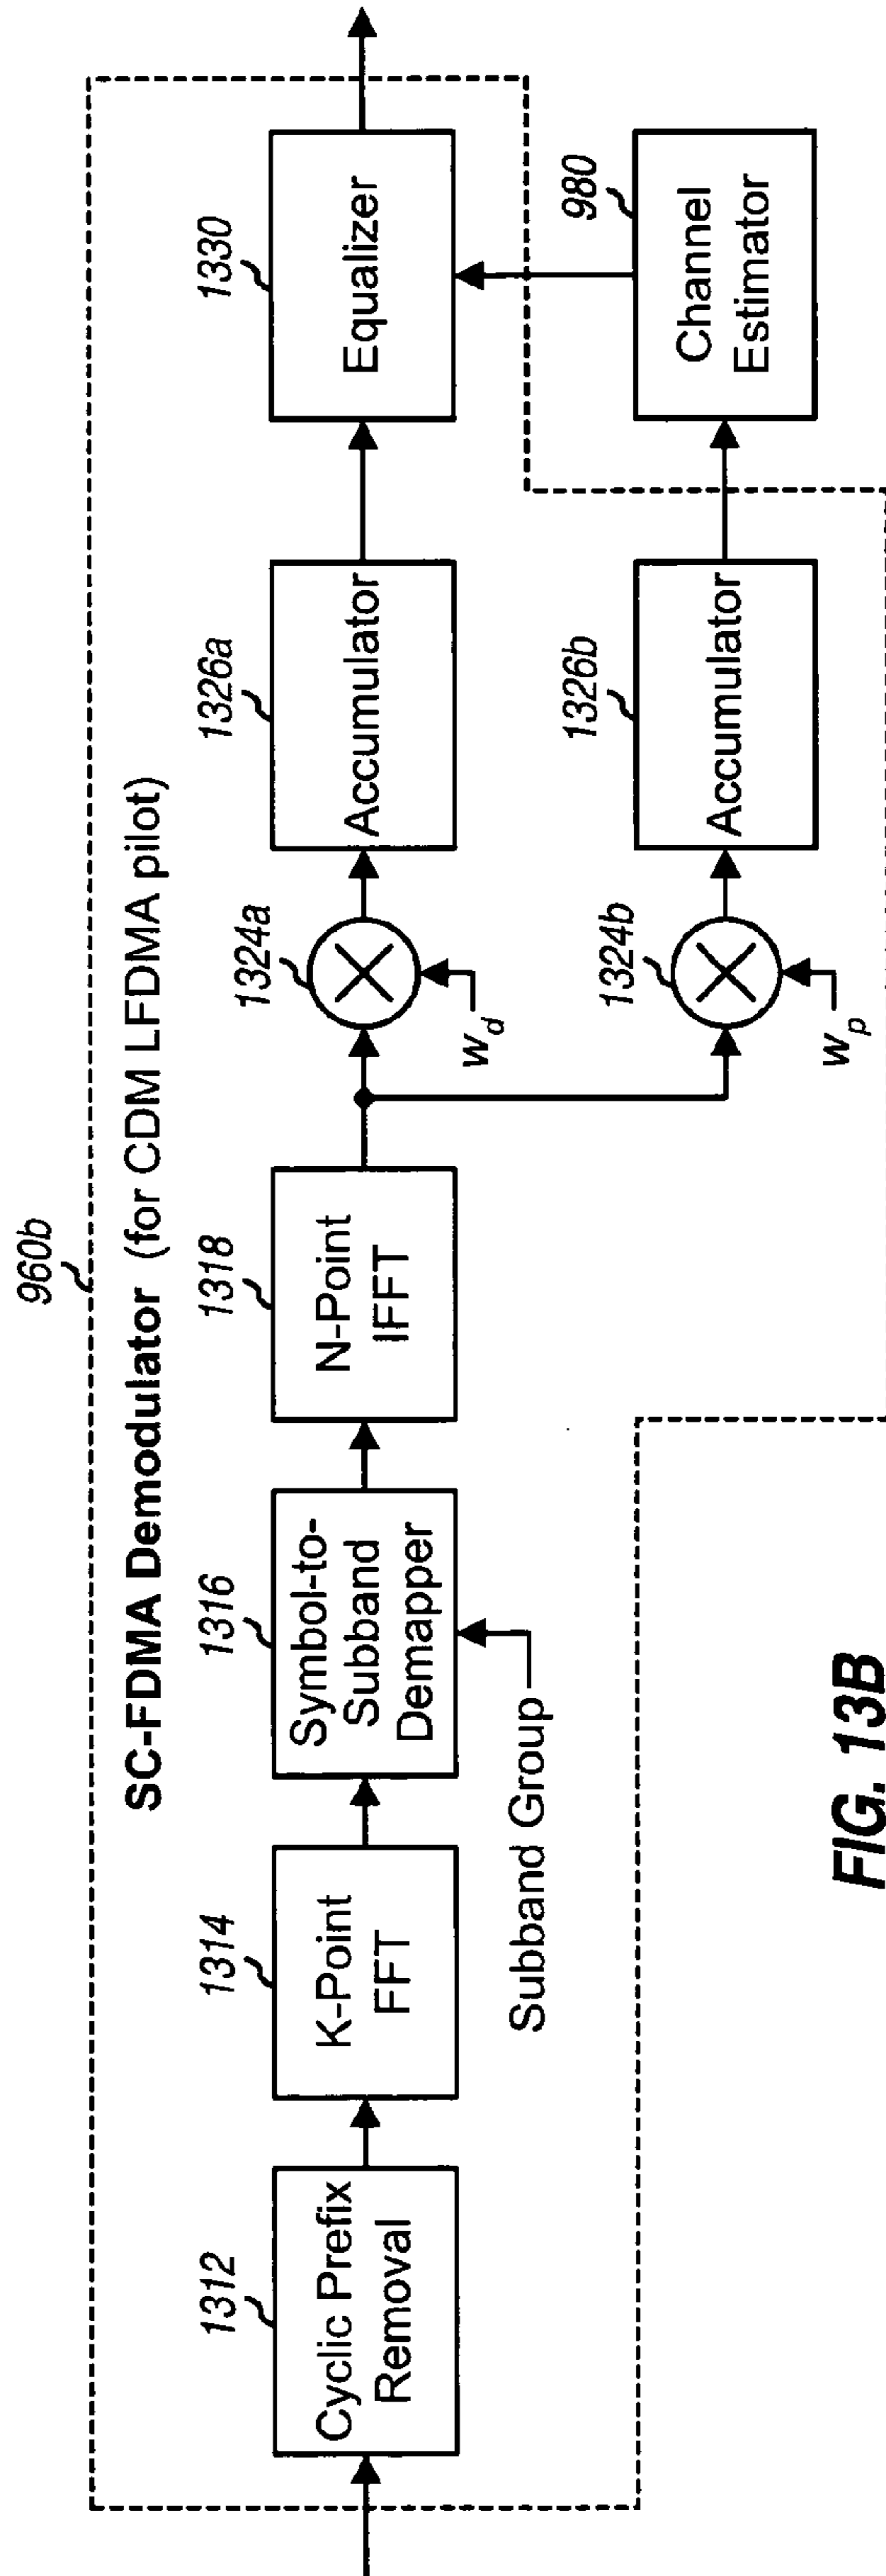 960b
SC-FDMA Demodulator (for CDM LFDMA pilot)
1312
Cyclic Prefix
Removal
1314
K-Point
FFT
1316
Symbol-to-
Subband
Demapper
Subband Group
1318
N-Point
IFFT
1324a
w_d
1326a
Accumulator
1330
Equalizer
1324b
w_p
1326b
Accumulator
980
Channel
Estimator
FIG. 13B